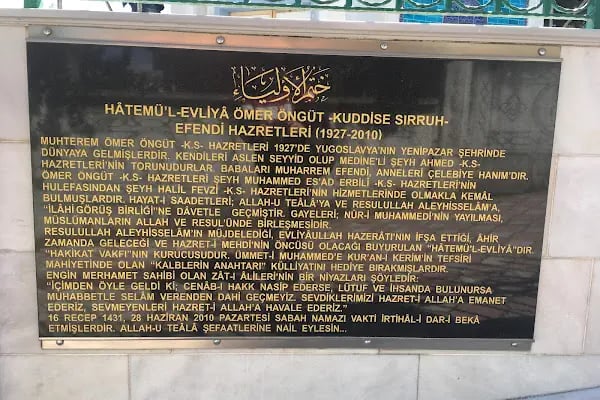 ختم الأولياء
HÂTEMÜ'L-EVLİYÂ ÖMER ÖNGÜT -KUDDİSE SIRRUH-
EFENDİ HAZRETLERİ (1927-2010)
MUHTEREM ÖMER ÖNGÜT -K.S- HAZRETLERİ 1927'DE YUGOSLAVYA'NIN YENİPAZAR ŞEHRİNDE
DÜNYAYA GELMİŞLERDİR. KENDİLERİ ASLEN SEYYİD OLUP MEDİNE'Lİ ŞEYH AHMED -K.S-
HAZRETLERİ'NİN TORUNUDURLAR. BABALARI MUHARREM EFENDİ, ANNELERİ ÇELEBİYE HANIM'DIR.
ÖMER ÖNGÜT -K.S- HAZRETLERİ ŞEYH MUHAMMED ES'AD ERBİLİ -K.S- HAZRETLERİ'NİN
HULEFASINDAN ŞEYH HALİL FEVZİ -K.S- HAZRETLERİ'NİN HİZMETLERİNDE OLMAKLA KEMÂL
BULMUŞLARDIR. HAYAT-I SAADETLERİ; ALLAH-U TEÂLÂ'YA VE RESULULLAH ALEYHİSSELÂM'A,
"İLÂHİ GÖRÜŞ BİRLİĞİ"NE DÂVETLE GEÇMİŞTİR. GAYELERİ; NÛR-İ MUHAMMEDİ'NİN YAYILMASI,
MÜSLÜMANLARIN ALLAH VE RESULÜNDE BİRLEŞMESİDİR.
RESULULLAH ALEYHİSSELÂM'IN MÜJDELEDİĞİ, EVLİYÂULLAH HAZERÂTI'NIN İFŞA ETTİĞİ, ÂHİR
ZAMANDA GELECEĞİ VE HAZRET-İ MEHDİ'NİN ÖNCÜSÜ OLACAĞI BUYURULAN "HÂTEMÜ'L-EVLİYÂ"DIR.
"HAKİKAT VAKFI"NIN KURUCUSUDUR. ÜMMET-İ MUHAMMED'E KUR'AN-I KERİM'İN TEFSİRİ
MAHİYETİNDE OLAN "KALBLERİN ANAHTARI" KÜLLİYATINI HEDİYE BIRAKMIŞLARDIR.
ENGİN MERHAMET SAHİBİ OLAN ZÂT-I ÂLİLERİ'NİN BİR NİYAZLARI ŞÖYLEDİR:
"İÇİMDEN ÖYLE GELDİ Kİ; CENÂB-I HAKK NASİP EDERSE, LÜTUF VE İHSANDA BULUNURSA
MUHABBETLE SELÂM VERENDEN DAHİ GEÇMEYİZ. SEVDİKLERİMİZİ HAZRET-İ ALLAH'A EMANET
EDERİZ, SEVMEYENLERİ HAZRET-İ ALLAH'A HAVALE EDERİZ."
16 RECEP 1431, 28 HAZİRAN 2010 PAZARTESİ SABAH NAMAZI VAKTİ İRTİHÂL-İ DAR-I BEKÂ
ETMİŞLERDİR. ALLAH-U TEÂLÂ ŞEFAATLERİNE NAİL EYLESİN...